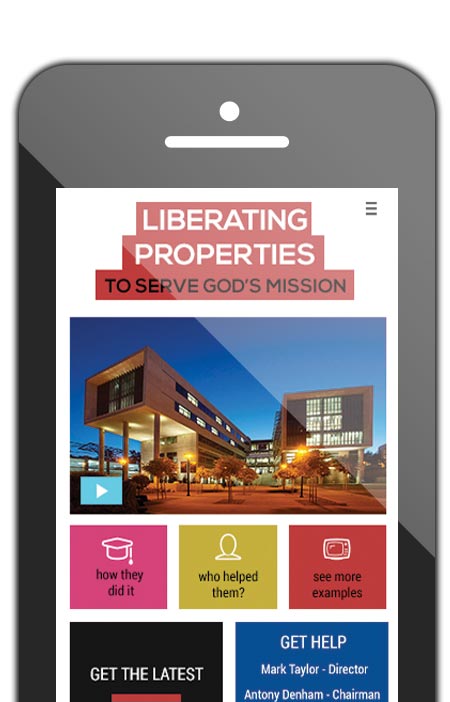 LIBERATING
PROPERTIES
TO SERVE GOD'S MISSION
how they
did it
who helped
them?
see more
examples
GET THE LATEST
GET HELP
Mark Taylor - Director
Antony Denham - Chairman